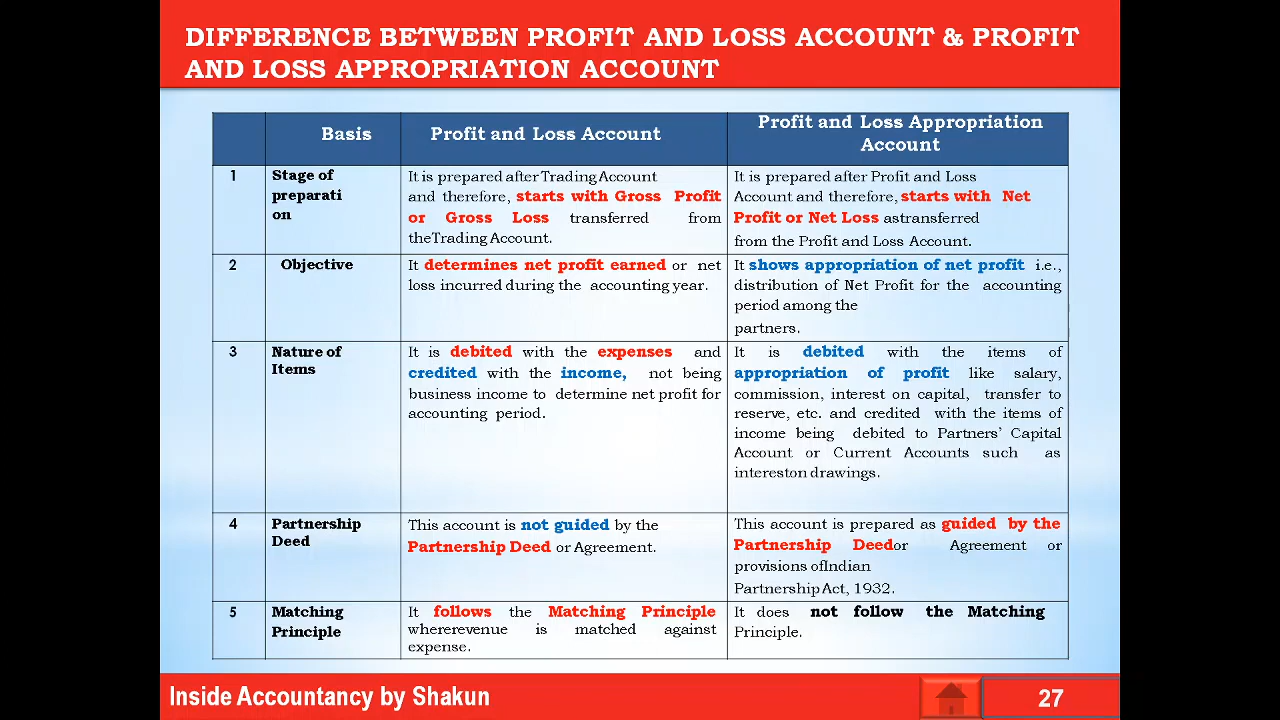 DIFFERENCE BETWEEN PROFIT AND LOSS ACCOUNT & PROFIT
AND LOSS APPROPRIATION ACCOUNT
Basis
Profit and Loss Account
Profit and Loss Appropriation
Account
1
Stage of
preparati
on
It is prepared after Trading Account
and therefore, starts with Gross Profit
or Gross Loss transferred from
theTrading Account.
It is prepared after Profit and Loss
Account and therefore, starts with Net
Profit or Net Loss astransferred
from the Profit and Loss Account.
2
Objective
It determines net profit earned or net
loss incurred during the accounting year.
It shows appropriation of net profit i.e.,
distribution of Net Profit for the accounting
period among the
partners.
3
Nature of
Items
It is debited with the expenses and
credited with the income, not being
business income to determine net profit for
accounting period.
It is debited with the items of
appropriation of profit like salary,
commission, interest on capital, transfer to
reserve, etc. and credited with the items of
income being debited to Partners' Capital
Account or Current Accounts such as
intereston drawings.
4
Partnership
Deed
This account is not guided by the
Partnership Deed or Agreement.
This account is prepared as guided by the
Partnership Deedor Agreement or
provisions ofIndian
Partnership Act, 1932.
5
Matching
Principle
It follows the Matching Principle
whererevenue is matched against
expense.
It does not follow the Matching
Principle.
Inside Accountancy by Shakun
27